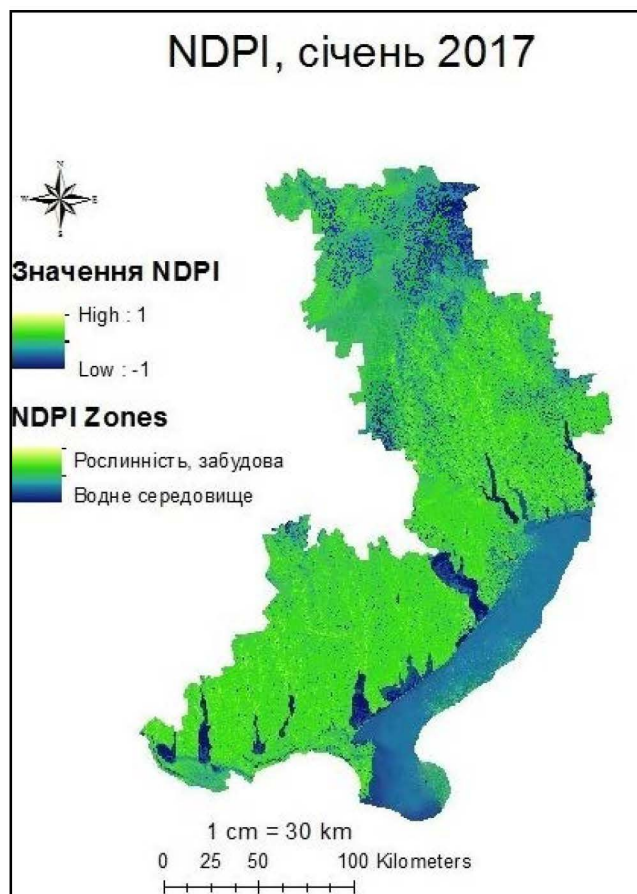 NDPI, січень 2017
N
W E
S
Значення NDPI
High : 1
Low : -1
NDPI Zones
Рослинність, забудова
Водне середовище
1 cm = 30 km
0 25 50 100 Kilometers